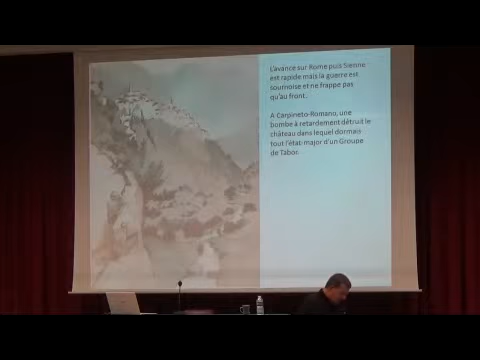 L'avance sur Rome puis Sienne
est rapide mais la guerre est
sournoise et ne frappe pas
qu'au front.
A Carpineto-Romano, une
bombe à retardement détruit le
château dans lequel dormais
tout l'état major d'un Groupe
de Tabor.